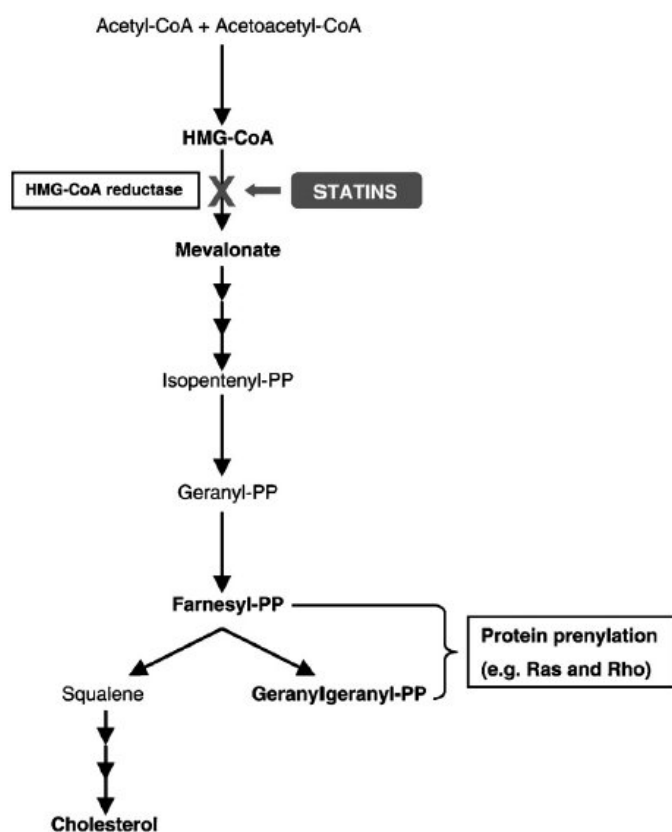 Acetyl-CoA + Acetoacetyl-CoA
HMG-CoA
HMG-CoA reductase
X
STATINS
Mevalonate
Isopentenyl-PP
Geranyl-PP
Farnesyl-PP
Protein prenylation
(e.g. Ras and Rho)
Squalene
Geranylgeranyl-PP
Cholesterol